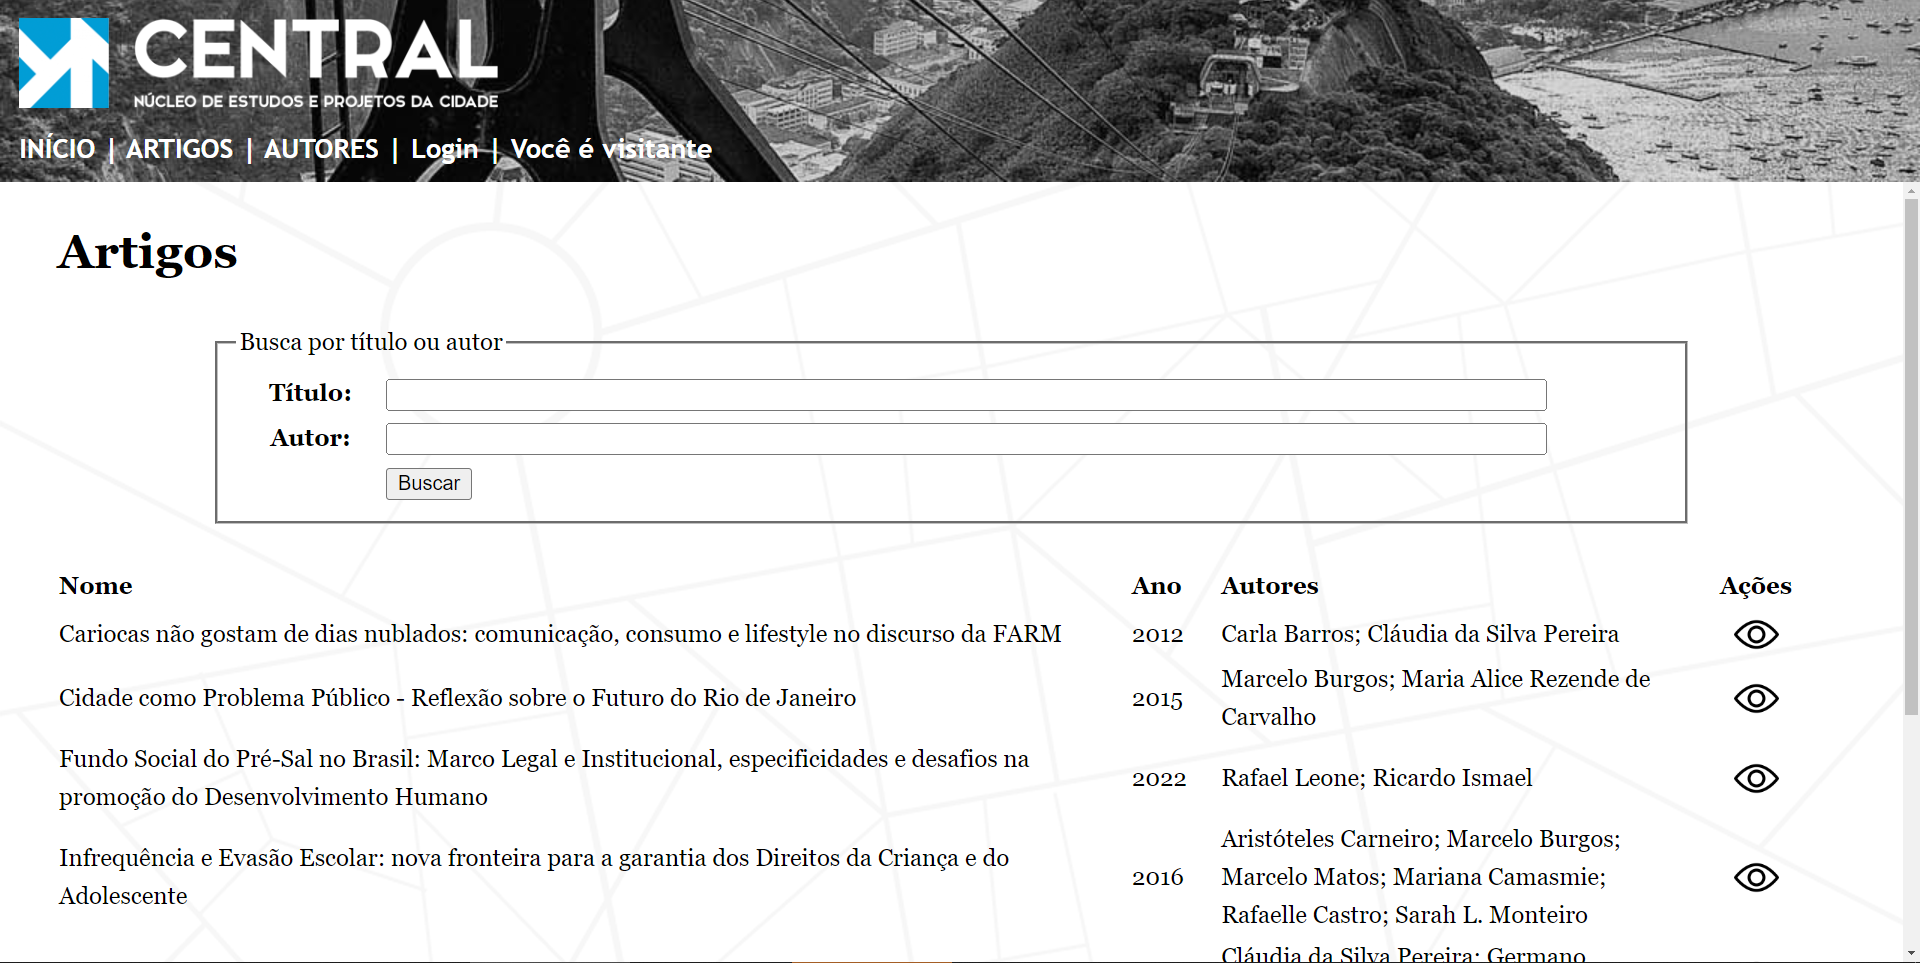 CENTRAL
NÚCLEO DE ESTUDOS E PROJETOS DA CIDADE
INÍCIO | ARTIGOS | AUTORES | Login | Você é visitante
Artigos
Busca por título ou autor
Título:
Autor:
Buscar
Nome Ano Autores Ações
Cariocas não gostam de dias nublados: comunicação, consumo e lifestyle no discurso da FARM 2012 Carla Barros; Cláudia da Silva Pereira
Cidade como Problema Público - Reflexão sobre o Futuro do Rio de Janeiro 2015 Marcelo Burgos; Maria Alice Rezende de
Carvalho
Fundo Social do Pré-Sal no Brasil: Marco Legal e Institucional, especificidades e desafios na
promoção do Desenvolvimento Humano
2022 Rafael Leone; Ricardo Ismael
Infrequência e Evasão Escolar: nova fronteira para a garantia dos Direitos da Criança e do
Adolescente
2016
Aristóteles Carneiro; Marcelo Burgos;
Marcelo Matos; Mariana Camasmie;
Rafaelle Castro; Sarah L. Monteiro
Cláudia da Silva Pereira; Germano